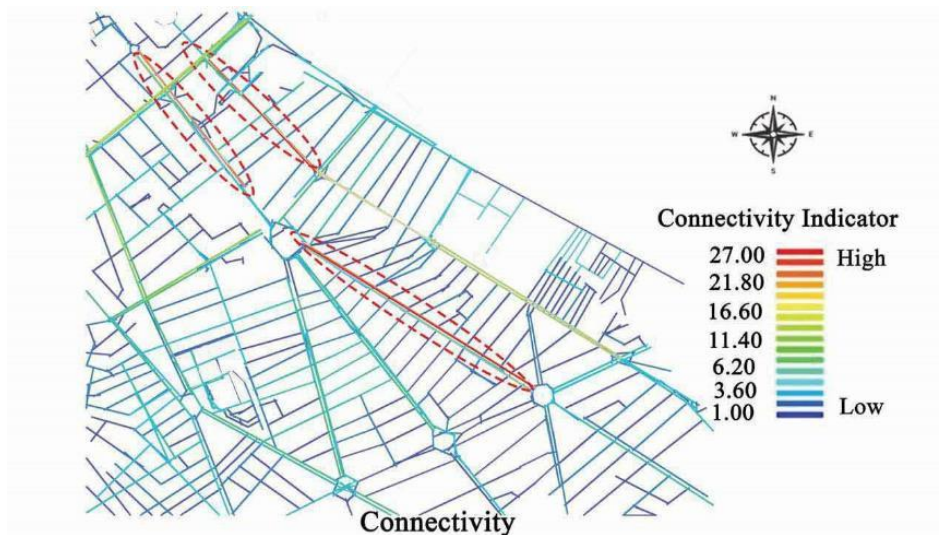 N
W E
S
Connectivity Indicator
27.00 High
21.80
16.60
11.40
6.20
3.60
1.00 Low
Connectivity